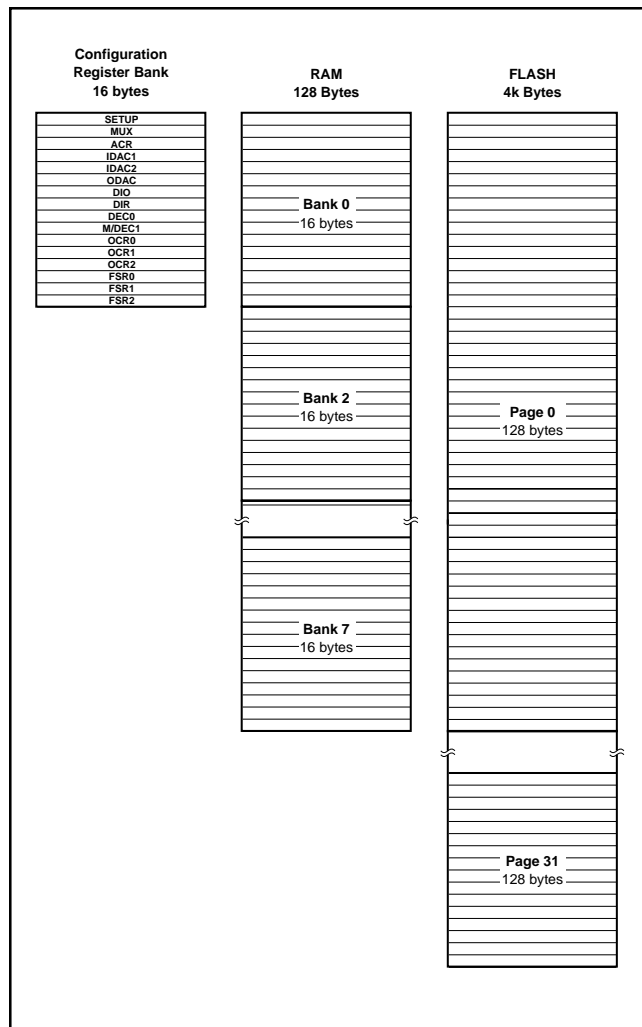 Configuration
Register Bank
16 bytes
SETUP
MUX
ACR
IDAC1
IDAC2
ODAC
DIO
DIR
DEC0
M/DEC1
OCR0
OCR1
OCR2
FSR0
FSR1
FSR2
RAM
128 Bytes
Bank 0
16 bytes
Bank 2
16 bytes
Bank 7
16 bytes
FLASH
4k Bytes
Page 0
128 bytes
Page 31
128 bytes